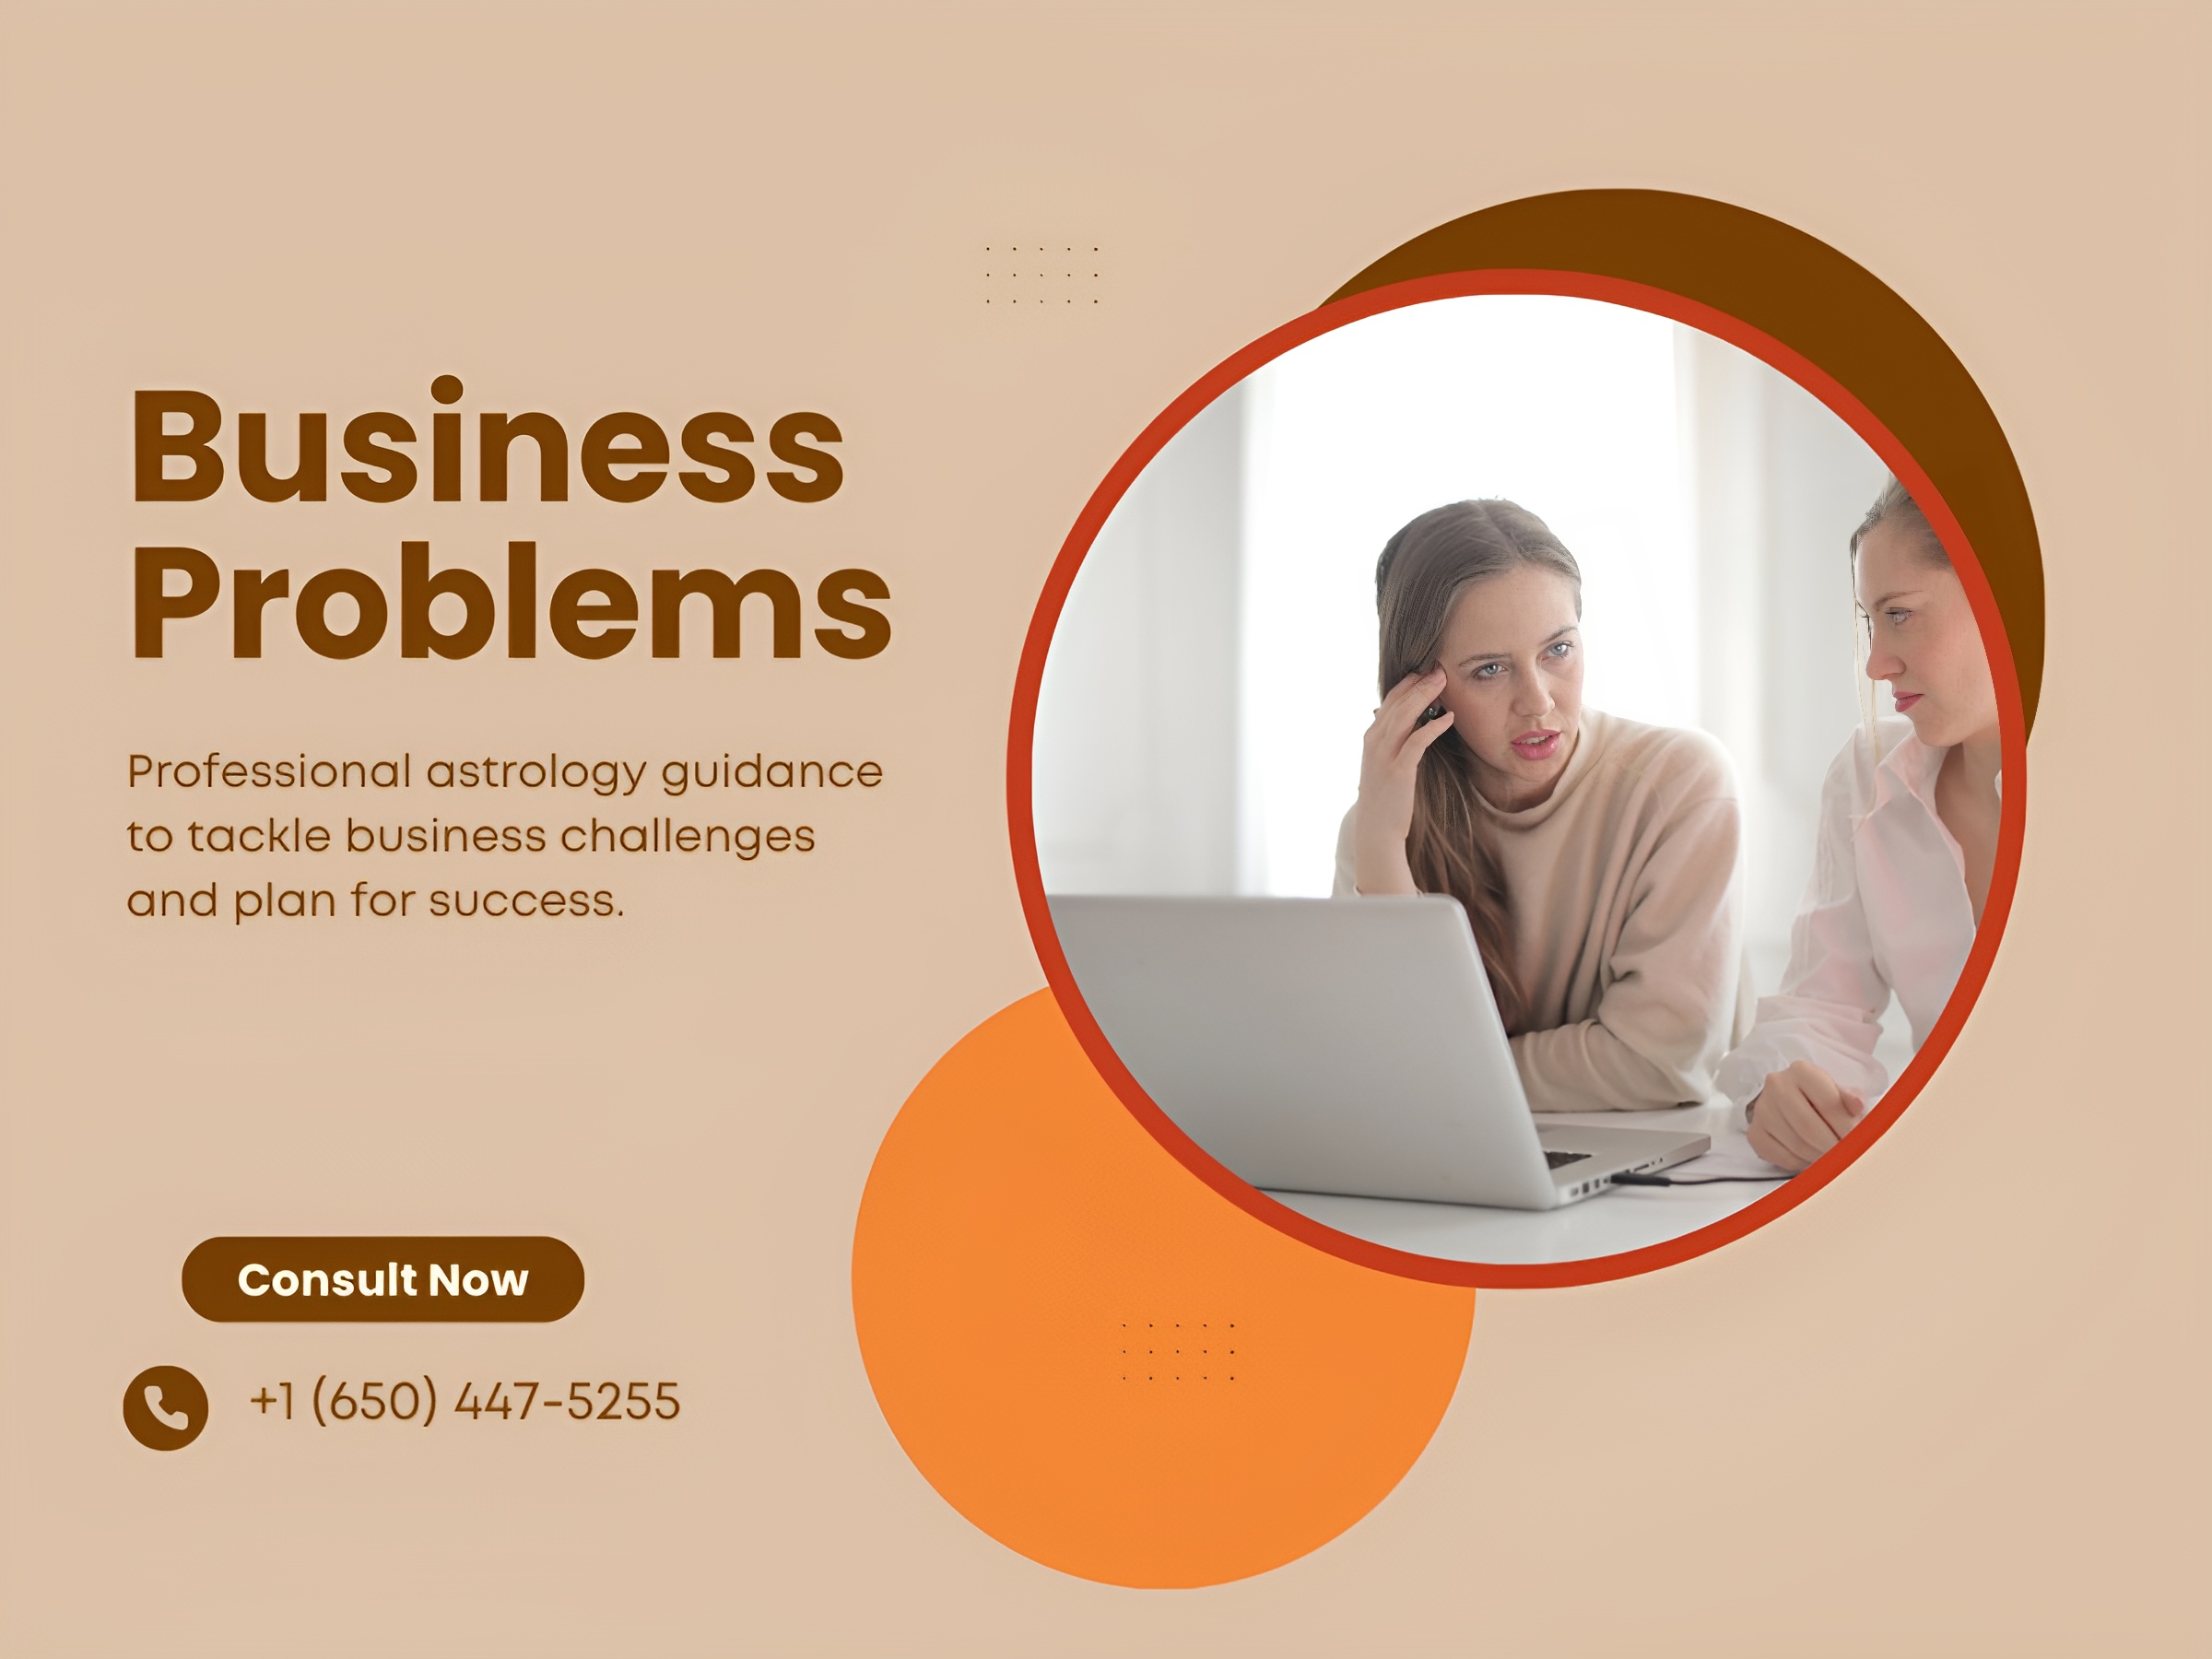 Business
Problems
Professional astrology guidance
to tackle business challenges
and plan for success.
Consult Now
+1 (650) 447-5255